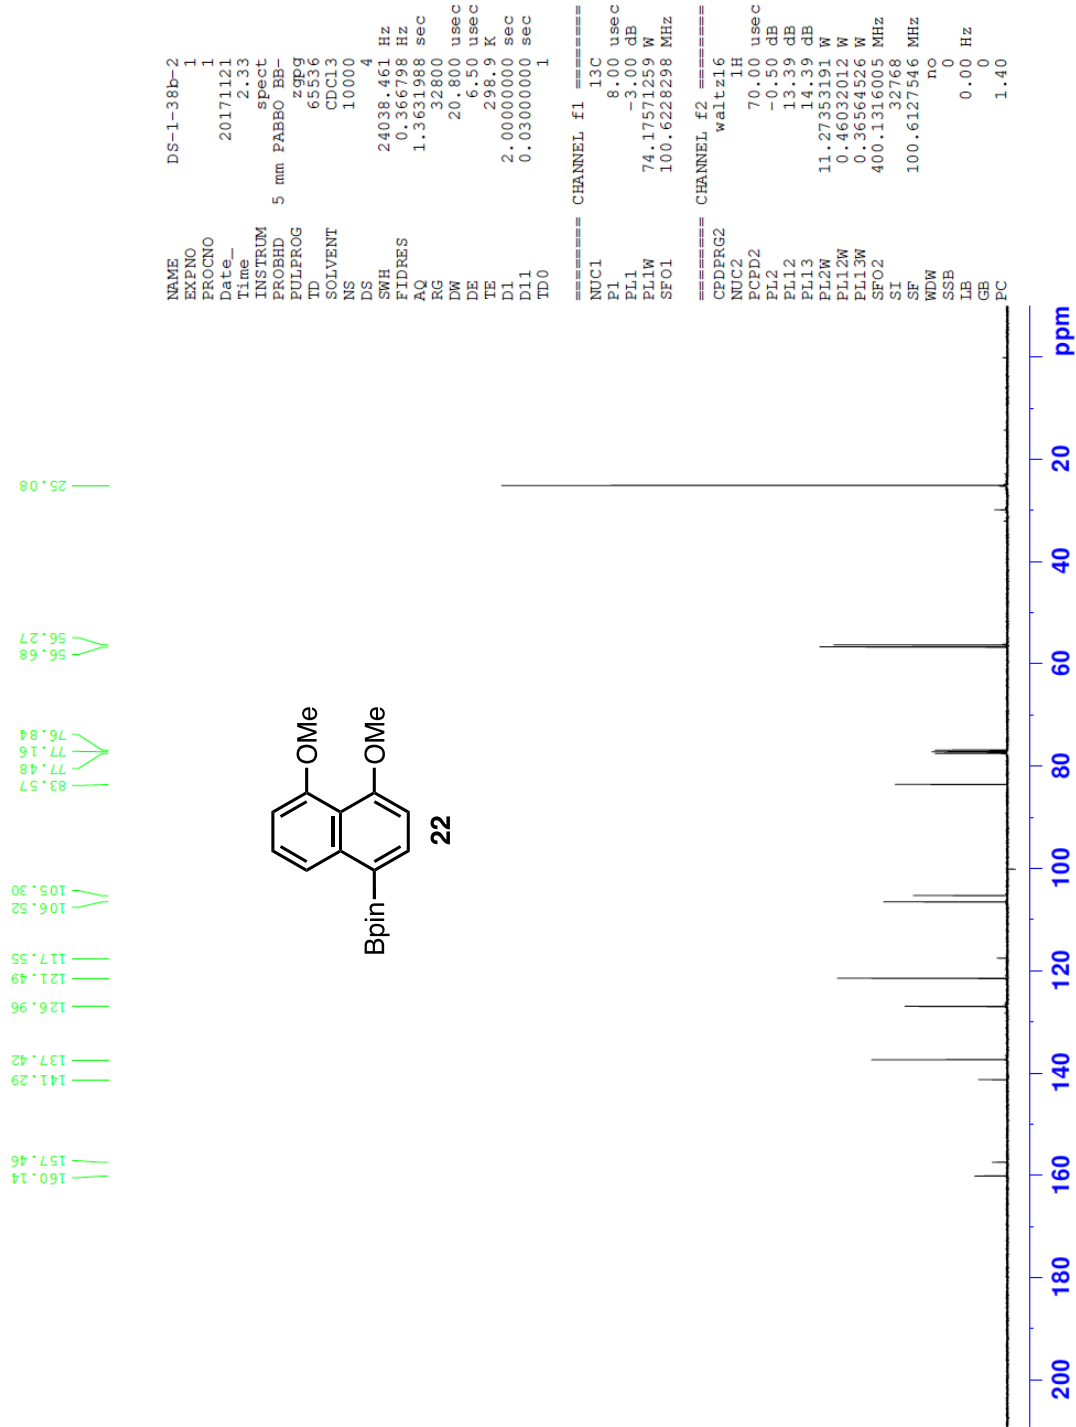 NAME DS-1-38b-2
EXPNO 1
PROCNO 1
Date_ 20171121
Time 2.33
INSTRUM spect
PROBHD 5 mm PABBO BB-
PULPROG zgpg
TD 65536
SOLVENT CDCl3
NS 10000
DS 4
SWH 24038.461 Hz
FIDRES 0.366798 Hz
AQ 1.3631988 sec
RG 32800
DW 20.800 usec
DE 6.50 usec
TE 298.9 K
D1 2.00000000 sec
D11 0.03000000 sec
TD0 1
======== CHANNEL f1 ========
NUC1 13C
P1 8.00 usec
PL1 -3.00 dB
PL1W 74.17571259 W
SFO1 100.6228298 MHz
======== CHANNEL f2 ========
CPDPRG2 waltz16
NUC2 1H
PCPD2 70.00 usec
PL2 -0.50 dB
PL12 13.39 dB
PL13 14.39 dB
PL2W 11.27353191 W
PL12W 0.46032012 W
PL13W 0.36564526 W
SFO2 400.1316005 MHz
SI 32768
SF 100.6127546 MHz
WDW no
SSB 0
LB 0.00 Hz
GB 0
PC 1.40
160.14
157.46
141.29
137.42
126.96
121.49
117.55
106.52
105.30
83.57
77.48
77.16
76.84
56.68
56.27
25.08
OMe
OMe
Bpin
22
200 180 160 140 120 100 80 60 40 20 ppm